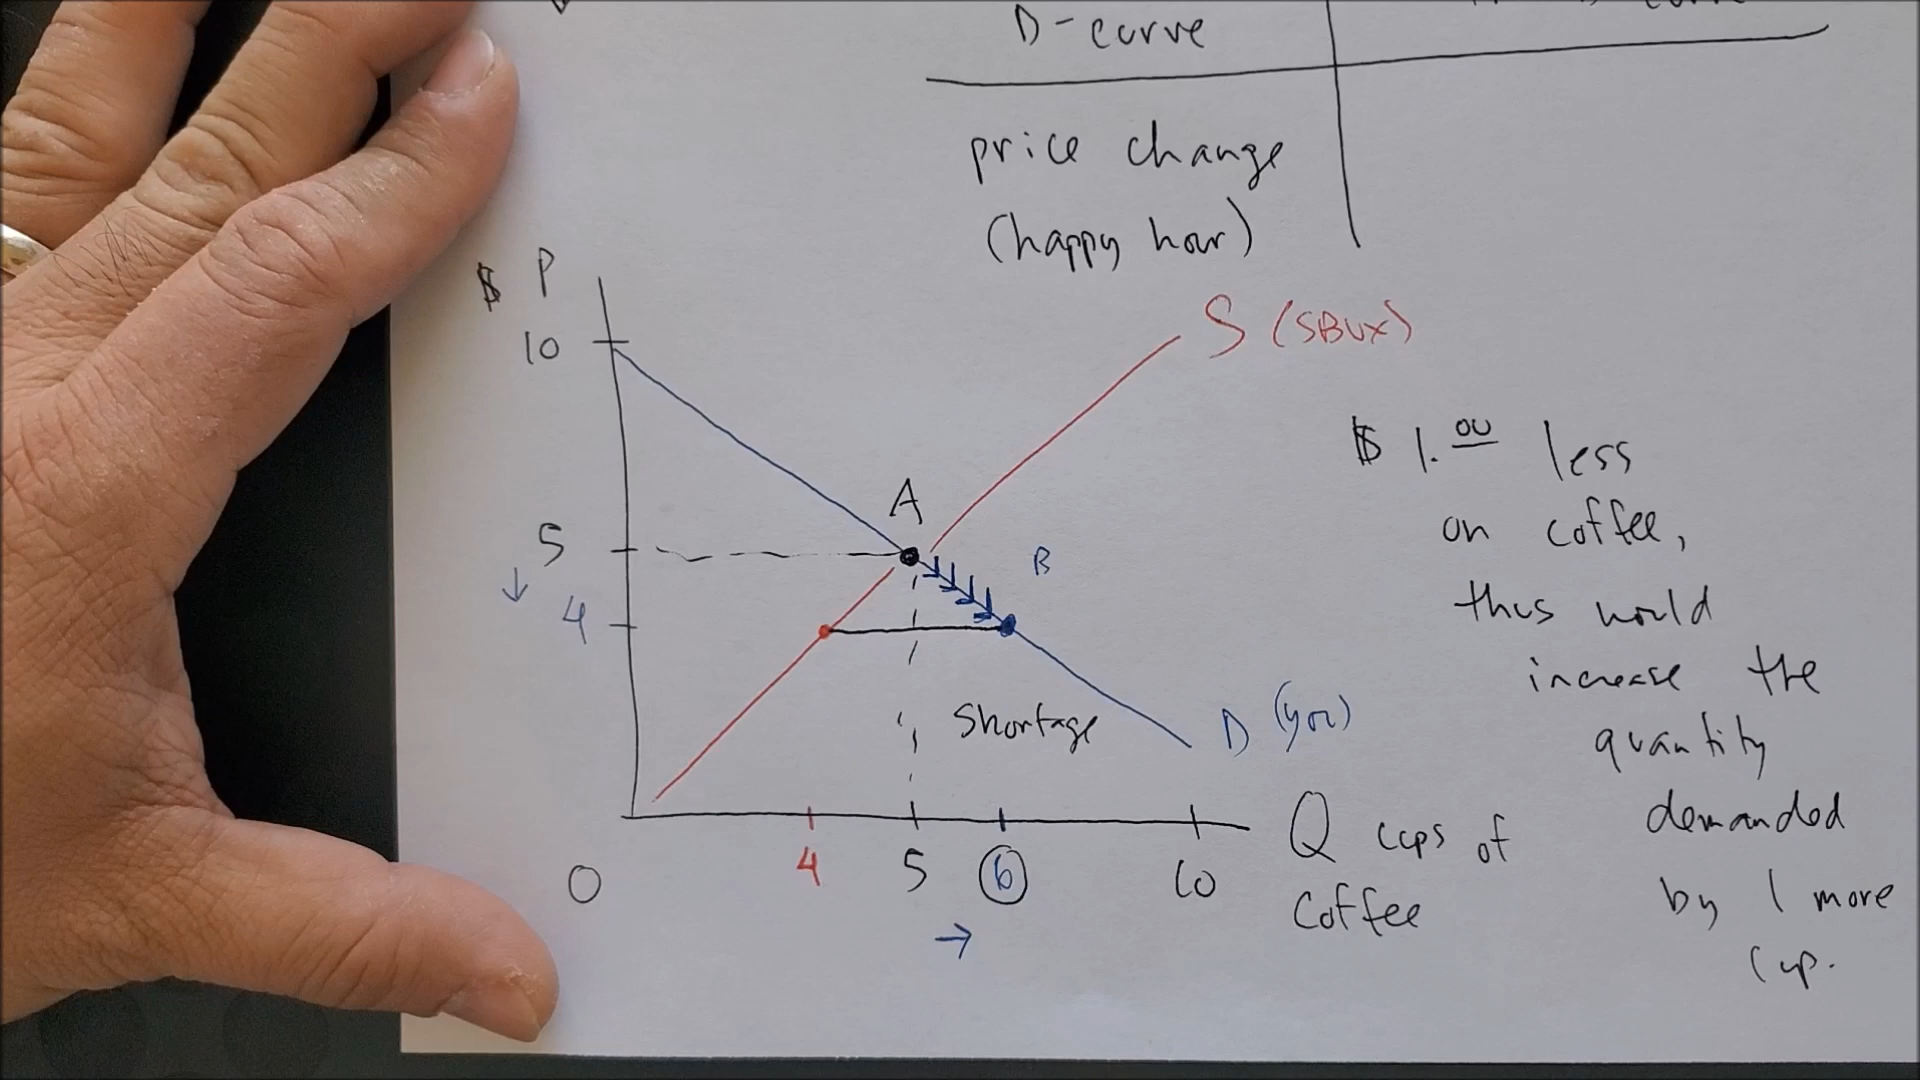 D-curve
price change
(happy hour)
$ P
10
5
↓ 4
A
B
S (SBUX)
D (you)
Shortage
0
4
5
6
10
→
Q cups of
Coffee
$ 1.00 less
on coffee,
thus would
increase the
quantity
demanded
by 1 more
cup.